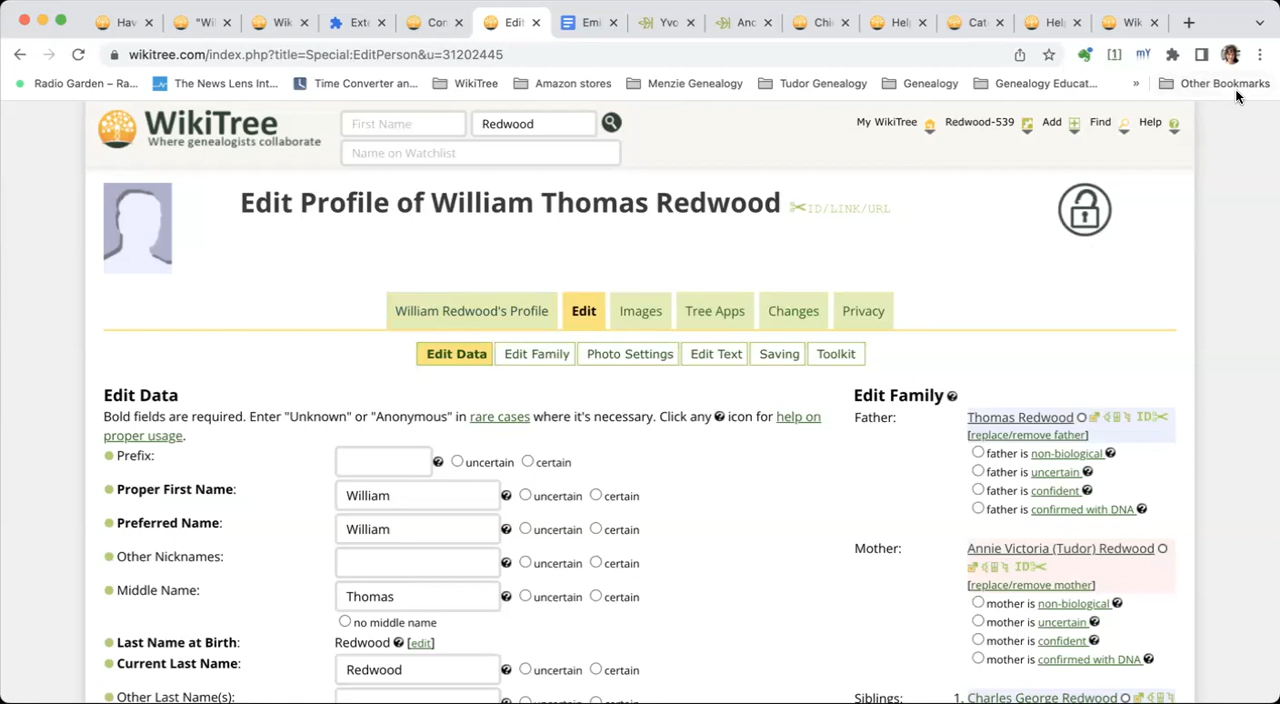 Hav
"Wi
Wik
Exte
Con
Edit
Emi
Yvo
Anc
Chi
Help
Cat
Help
Wik
wikitree.com/index.php?title=Special:EditPerson&u=31202445
Radio Garden – Ra...
The News Lens Int...
Time Converter an...
WikiTree
Amazon stores
Menzie Genealogy
Tudor Genealogy
Genealogy
Genealogy Educat...
»
Other Bookmarks
WikiTree
Where genealogists collaborate
First Name
Redwood
Name on Watchlist
My WikiTree
Redwood-539
Add
Find
Help
Edit Profile of William Thomas Redwood
ID/LINK/URL
William Redwood's Profile
Edit
Images
Tree Apps
Changes
Privacy
Edit Data
Edit Family
Photo Settings
Edit Text
Saving
Toolkit
Edit Data
Bold fields are required. Enter "Unknown" or "Anonymous" in rare cases where it's necessary. Click any ? icon for help on
proper usage.
Prefix: ? uncertain certain
Proper First Name: William ? uncertain certain
Preferred Name: William ? uncertain certain
Other Nicknames: ? uncertain certain
Middle Name: Thomas ? uncertain certain
no middle name
Last Name at Birth: Redwood ? [edit]
Current Last Name: Redwood ? uncertain certain
Other Last Name(s):
Edit Family ?
Father: Thomas Redwood ID
[replace/remove father]
father is non-biological ?
father is uncertain ?
father is confident ?
father is confirmed with DNA ?
Mother: Annie Victoria (Tudor) Redwood
ID
[replace/remove mother]
mother is non-biological ?
mother is uncertain ?
mother is confident ?
mother is confirmed with DNA ?
Siblings: 1. Charles George Redwood